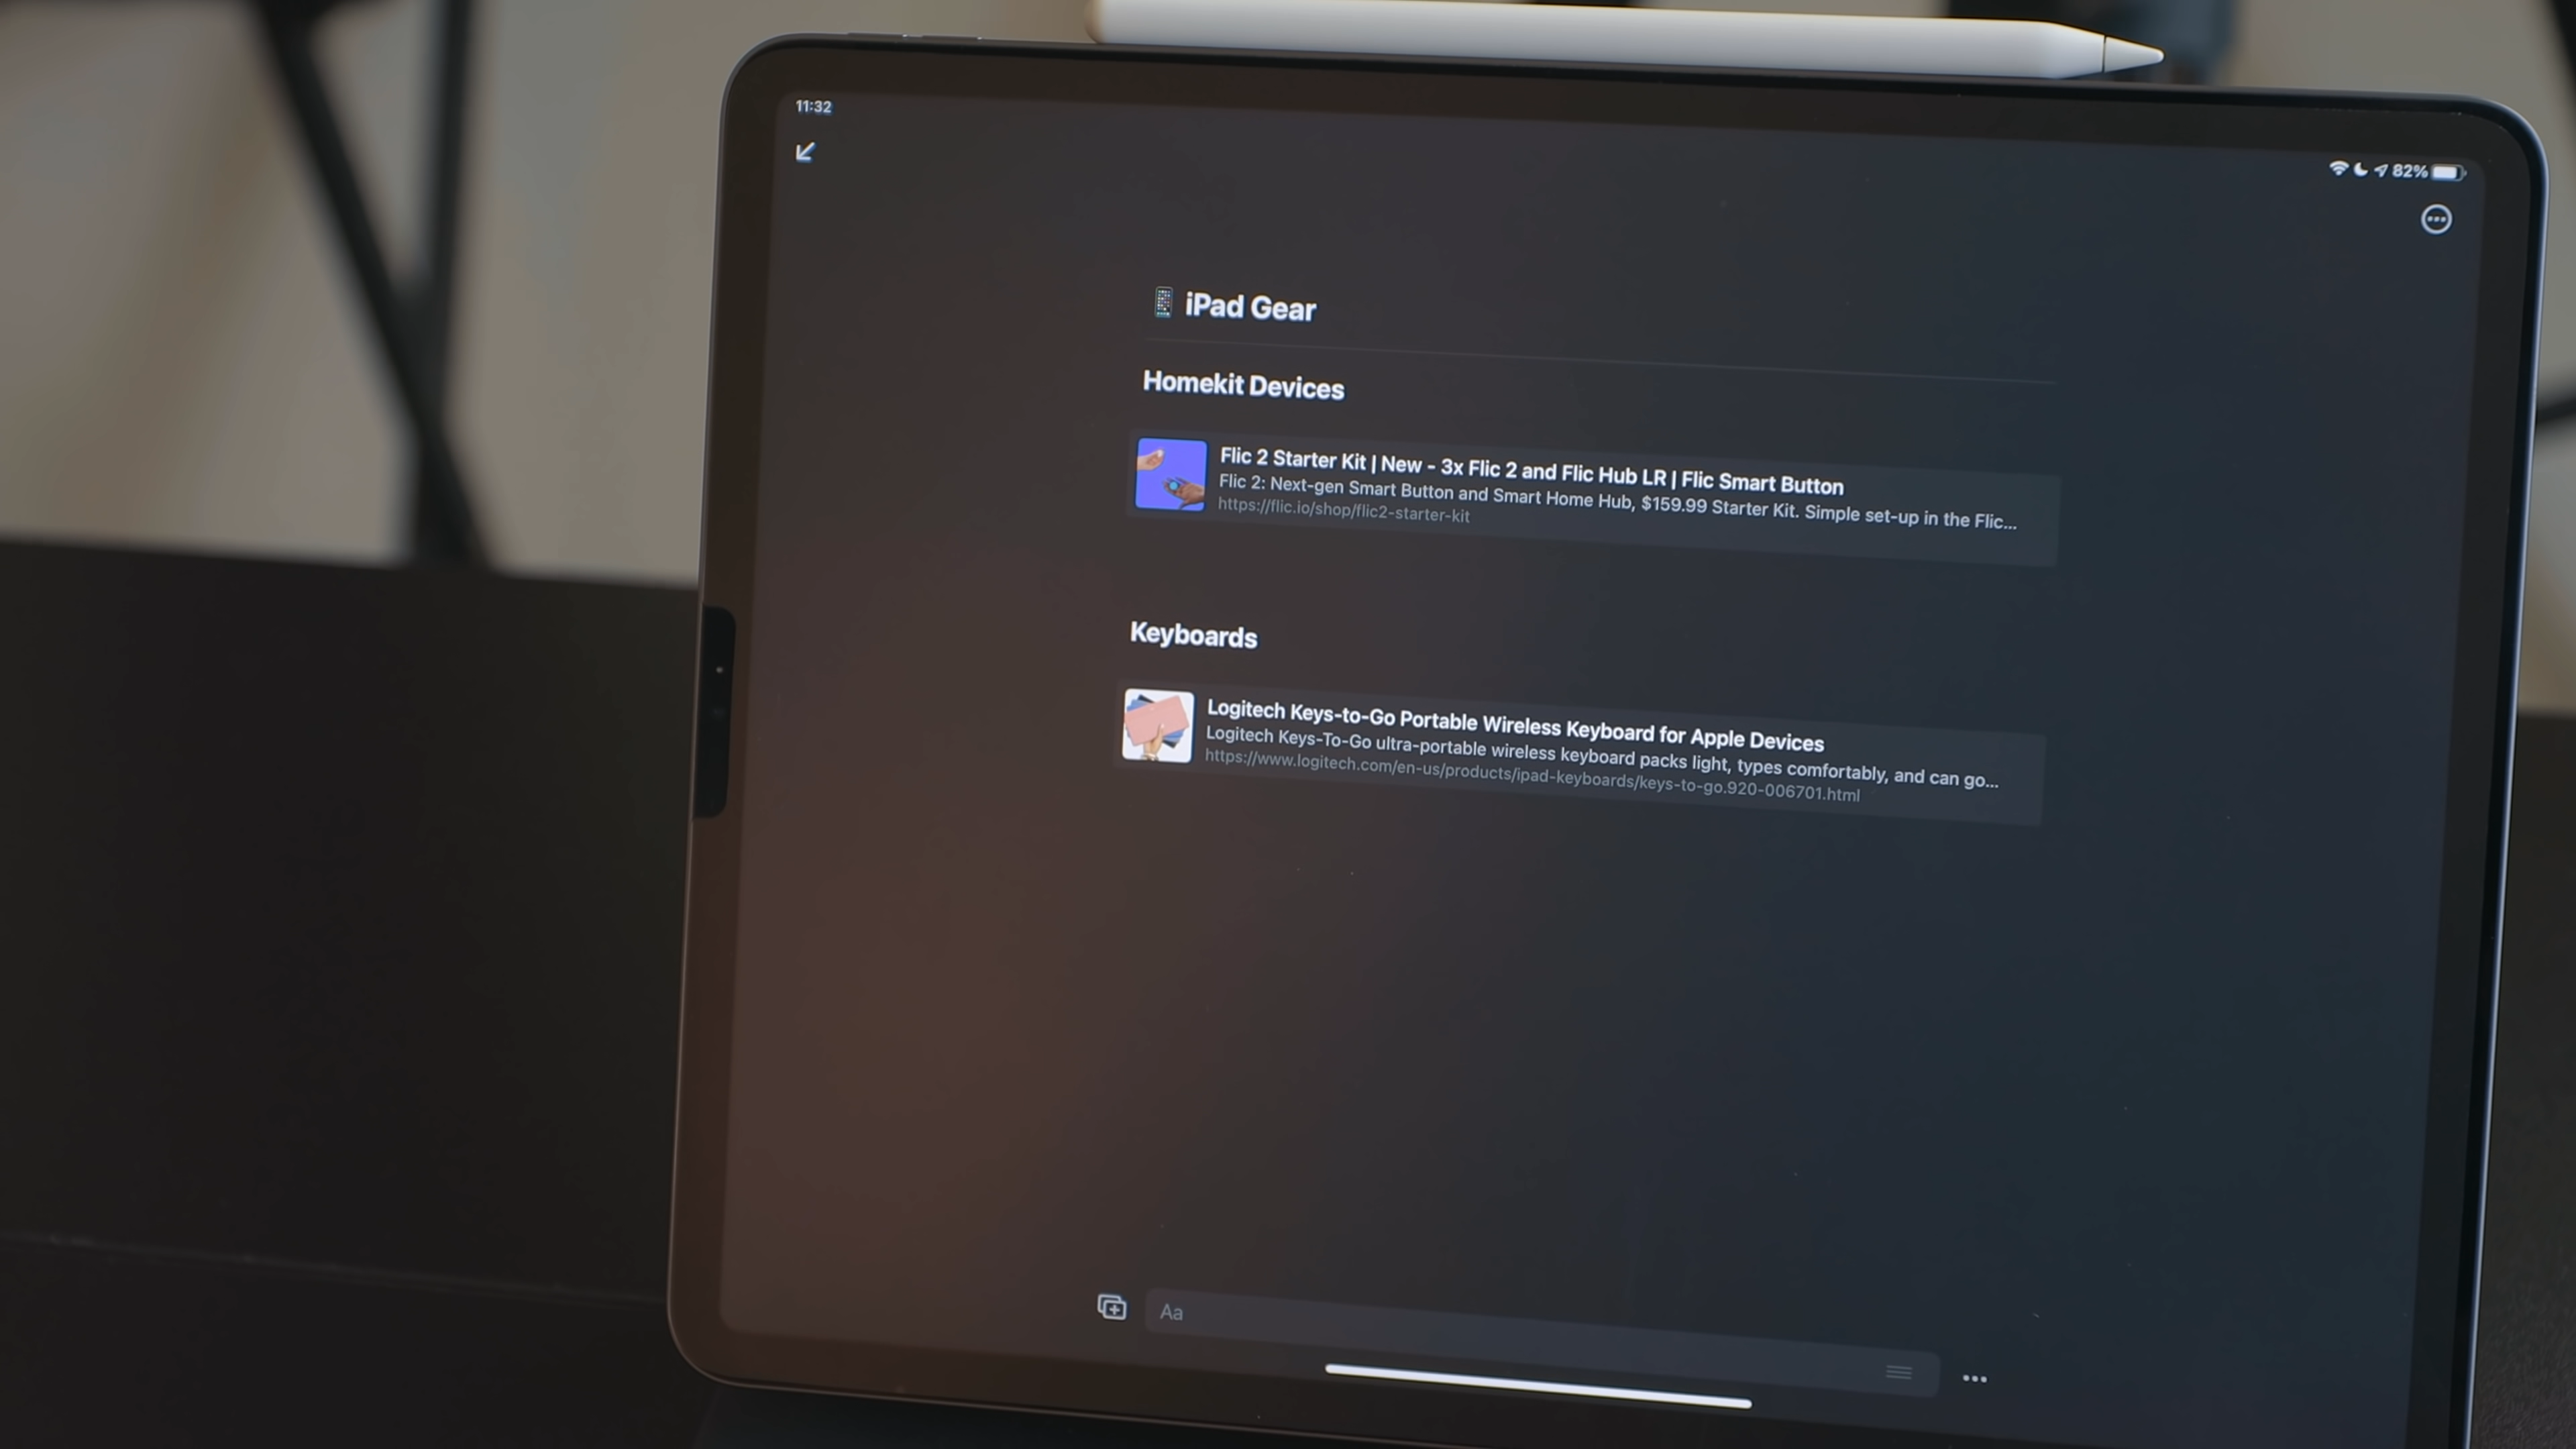 11:32
82%
iPad Gear
Homekit Devices
Flic 2 Starter Kit | New - 3x Flic 2 and Flic Hub LR | Flic Smart Button
Flic 2: Next-gen Smart Button and Smart Home Hub, $159.99 Starter Kit. Simple set-up in the Flic...
https://flic.io/shop/flic2-starter-kit
Keyboards
Logitech Keys-to-Go Portable Wireless Keyboard for Apple Devices
Logitech Keys-To-Go ultra-portable wireless keyboard packs light, types comfortably, and can go...
https://www.logitech.com/en-us/products/ipad-keyboards/keys-to-go.920-006701.html
Aa